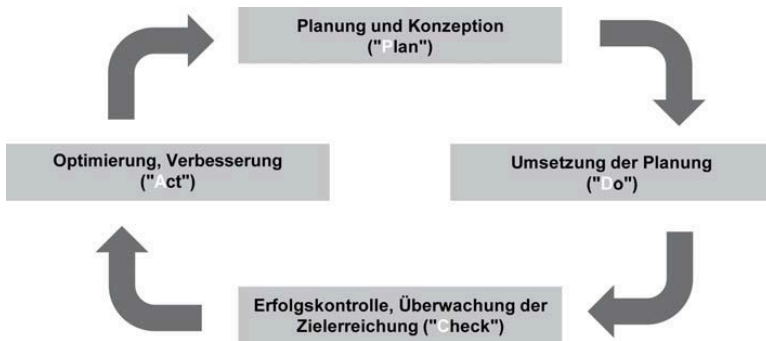 Planung und Konzeption
("Plan")
Umsetzung der Planung
("Do")
Erfolgskontrolle, Überwachung der
Zielerreichung ("Check")
Optimierung, Verbesserung
("Act")